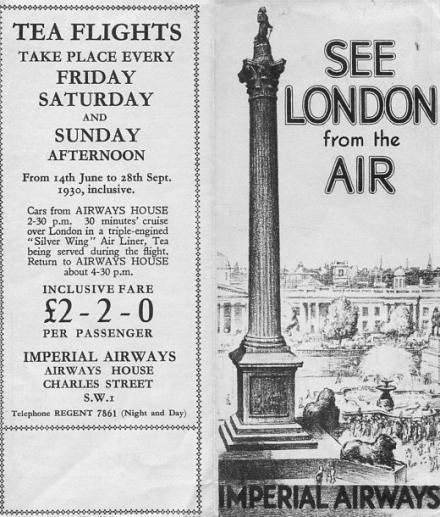 TEA FLIGHTS
TAKE PLACE EVERY
FRIDAY
SATURDAY
AND
SUNDAY
AFTERNOON
From 14th June to 28th Sept.
1930, inclusive.
Cars from AIRWAYS HOUSE
2-30 p.m. 30 minutes' cruise
over London in a triple-engined
"Silver Wing" Air Liner, Tea
being served during the flight.
Return to AIRWAYS HOUSE
about 4-30 p.m.
INCLUSIVE FARE
£2-2-0
PER PASSENGER
IMPERIAL AIRWAYS
AIRWAYS HOUSE
CHARLES STREET
S.W.1
Telephone REGENT 7861 (Night and Day)
SEE
LONDON
from the
AIR
IMPERIAL AIRWAYS